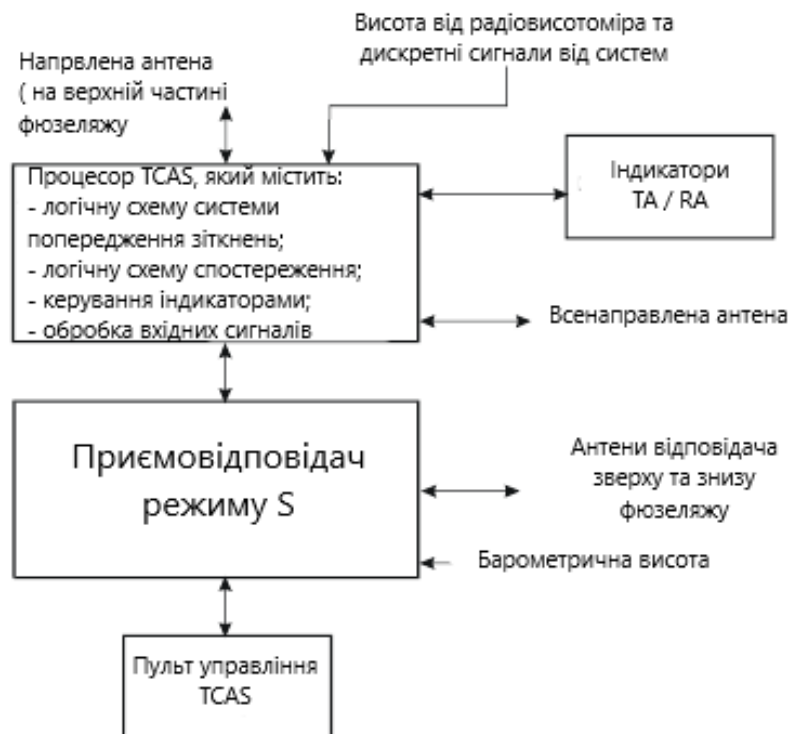 Висота від радіовисотоміра та
дискретні сигнали від систем
Напрвлена антена
( на верхній частині
фюзеляжу
Процесор TCAS, який містить:
- логічну схему системи
попередження зіткнень;
- логічну схему спостереження;
- керування індикаторами;
- обробка вхідних сигналів
Індикатори
TA / RA
Всенаправлена антена
Приємовідповідач
режиму S
Антени відповідача
зверху та знизу
фюзеляжу
Барометрична висота
Пульт управління
TCAS